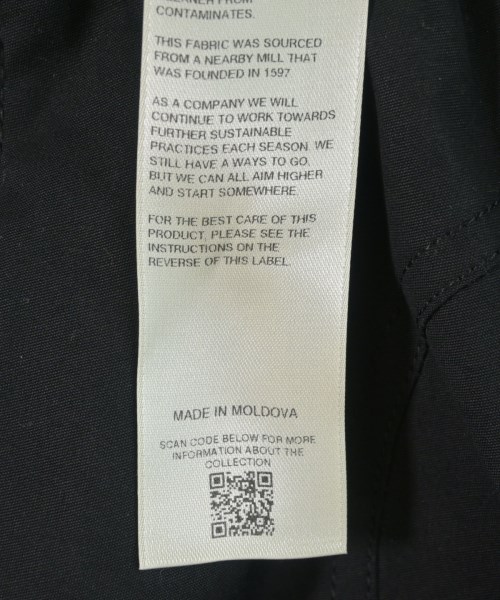 CONTAMINATES.
THIS FABRIC WAS SOURCED
FROM A NEARBY MILL THAT
WAS FOUNDED IN 1597
AS A COMPANY WE WILL
CONTINUE TO WORK TOWARDS
FURTHER SUSTAINABLE
PRACTICES EACH SEASON. WE
STILL HAVE A WAYS TO GO.
BUT WE CAN ALL AIM HIGHER
AND START SOMEWHERE.
FOR THE BEST CARE OF THIS
PRODUCT, PLEASE SEE THE
INSTRUCTIONS ON THE
REVERSE OF THIS LABEL.
MADE IN MOLDOVA
SCAN CODE BELOW FOR MORE
INFORMATION ABOUT THE
COLLECTION